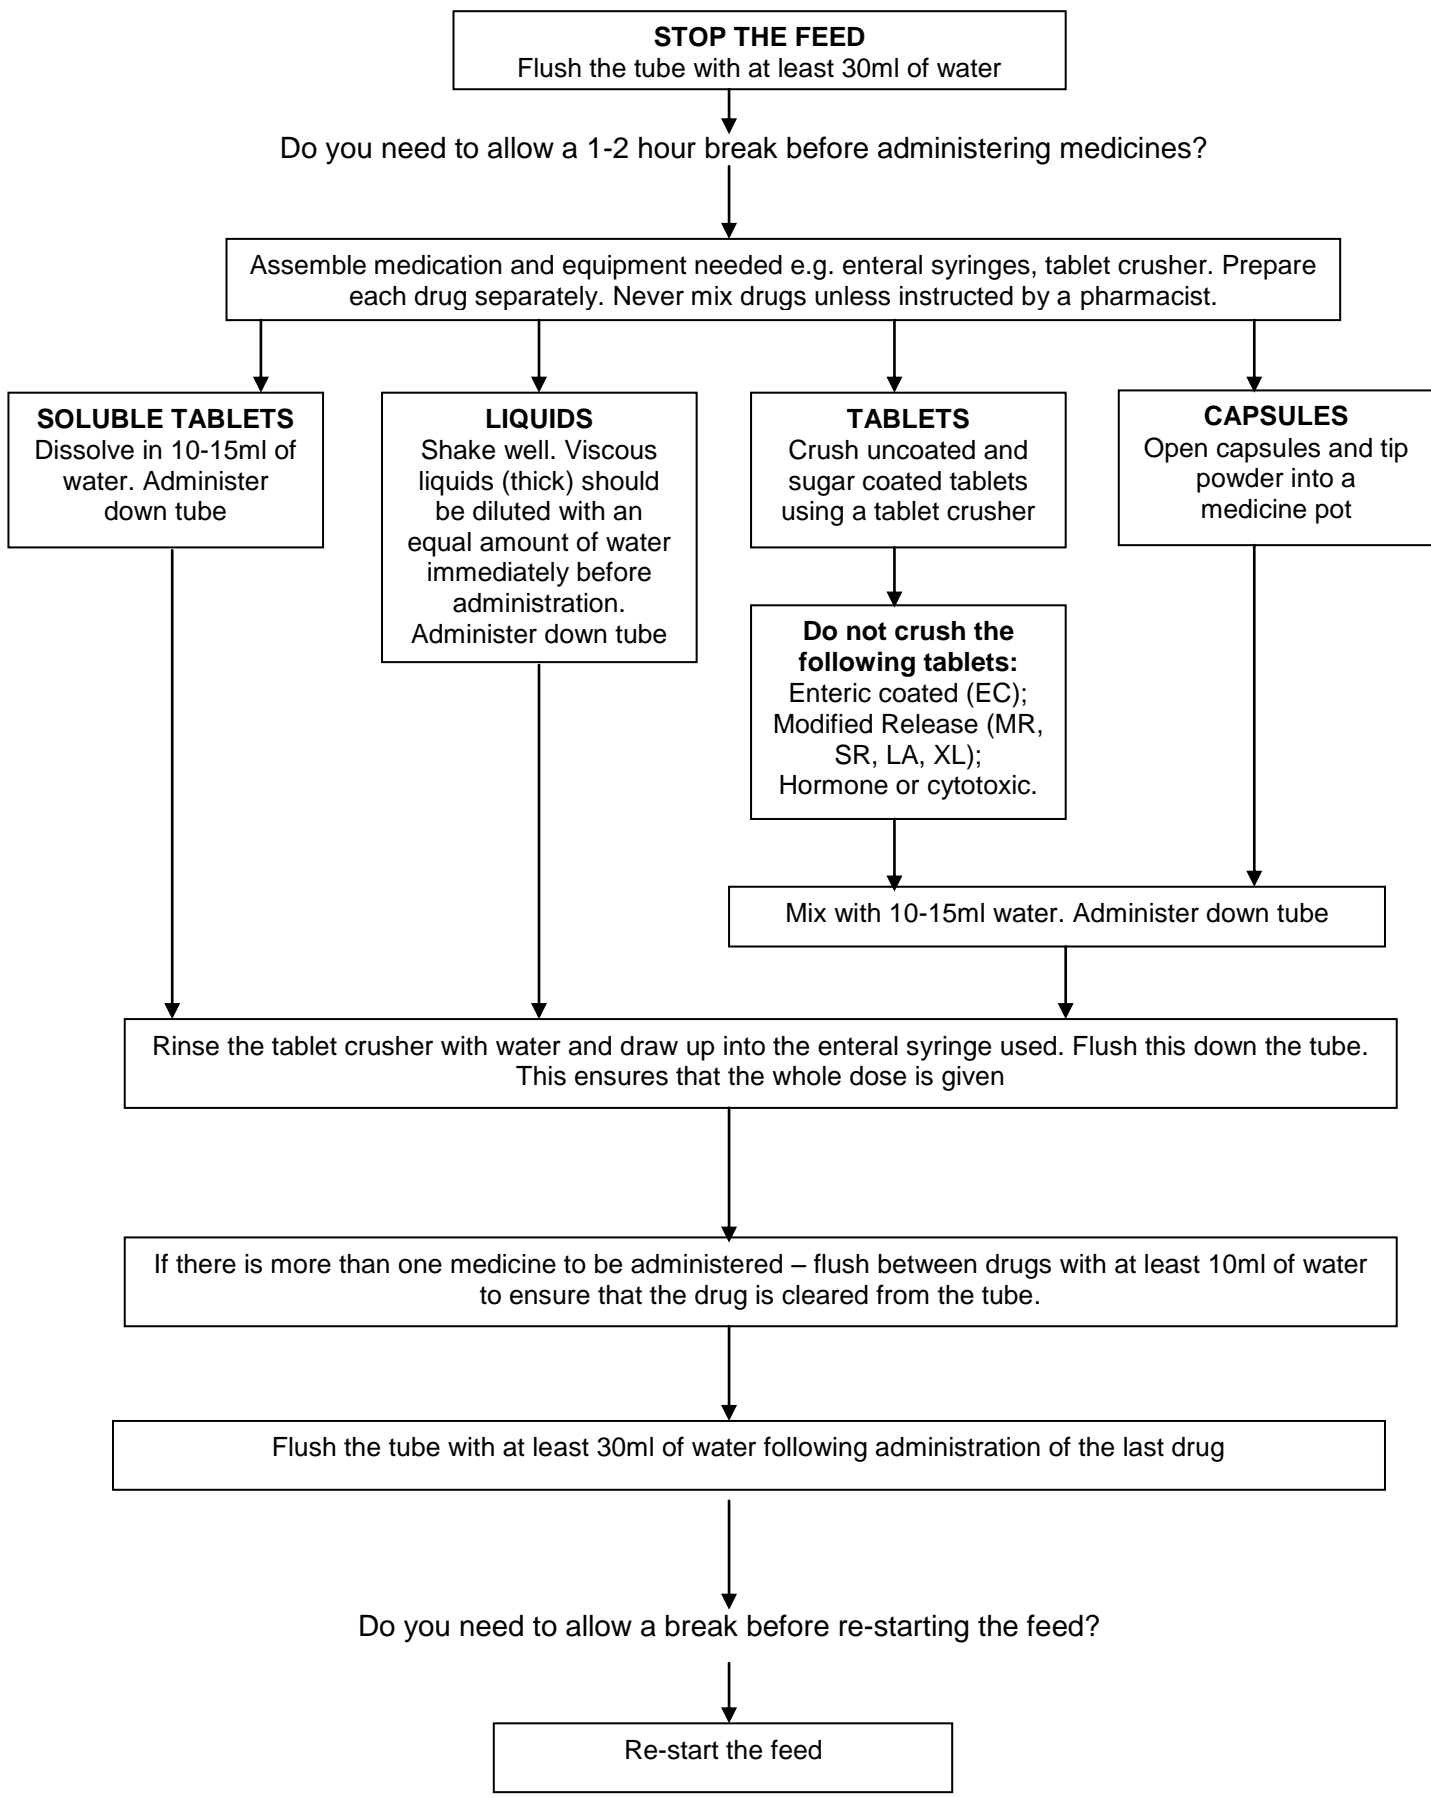 STOP THE FEED
Flush the tube with at least 30ml of water
Do you need to allow a 1-2 hour break before administering medicines?
Assemble medication and equipment needed e.g. enteral syringes, tablet crusher. Prepare
each drug separately. Never mix drugs unless instructed by a pharmacist.
SOLUBLE TABLETS
Dissolve in 10-15ml of
water. Administer
down tube
LIQUIDS
Shake well. Viscous
liquids (thick) should
be diluted with an
equal amount of water
immediately before
administration.
Administer down tube
TABLETS
Crush uncoated and
sugar coated tablets
using a tablet crusher
CAPSULES
Open capsules and tip
powder into a
medicine pot
Do not crush the
following tablets:
Enteric coated (EC);
Modified Release (MR,
SR, LA, XL);
Hormone or cytotoxic.
Mix with 10-15ml water. Administer down tube
Rinse the tablet crusher with water and draw up into the enteral syringe used. Flush this down the tube.
This ensures that the whole dose is given
If there is more than one medicine to be administered – flush between drugs with at least 10ml of water
to ensure that the drug is cleared from the tube.
Flush the tube with at least 30ml of water following administration of the last drug
Do you need to allow a break before re-starting the feed?
Re-start the feed